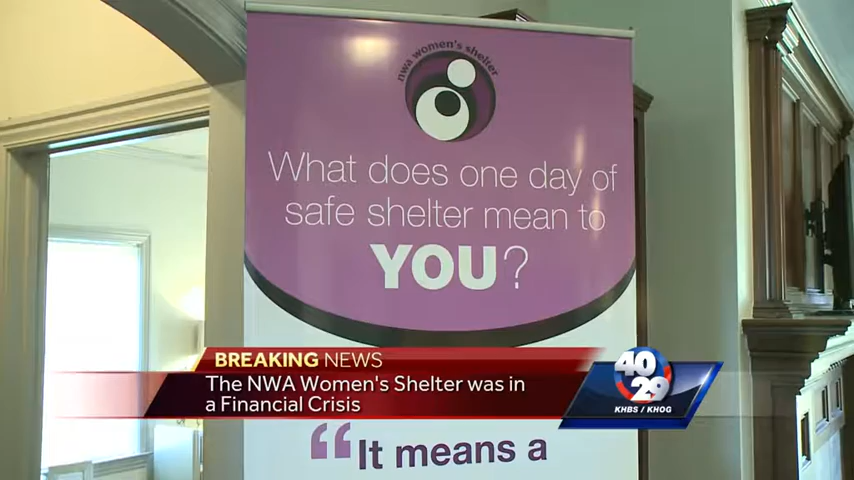 nwa women's shelter
What does one day of
safe shelter mean to
YOU?
BREAKING NEWS
The NWA Women's Shelter was in
a Financial Crisis
40
29
KHBS / KHOG
“It means a